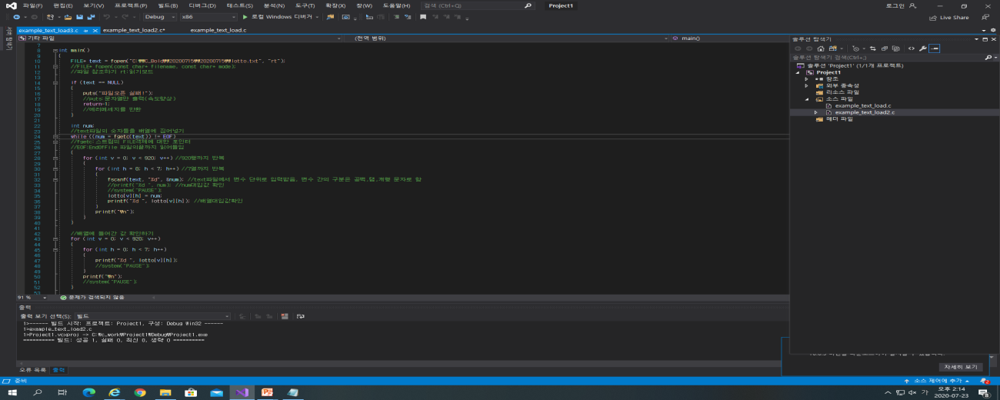 파일(F) 편집(E) 보기(V) 프로젝트(P) 빌드(B) 디버그(D) 테스트(S) 분석(N) 도구(T) 확장(X) 창(W) 도움말(H) 검색 (Ctrl+Q) Project1 로그인
Debug x86 로컬 Windows 디버거 Live Share
example_text_load3.c example_text_load2.c* example_text_load.c
기타 파일 (전역 범위) main()
7
8 int main()
9 {
10 FILE* text = fopen("C:₩₩C_Bold₩₩20200715₩₩20200715₩₩lotto.txt", "rt");
11 //FILE* fopen(const char* filename, const char* mode);
12 //파일 참조하기 rt:읽기모드
13
14 if (text == NULL)
15 {
16 puts("파일오픈 실패!");
17 //puts:문자열만 출력(속도향상)
18 return-1;
19 //에러메세지를 반환
20 }
21
22 int num;
23 //text파일의 숫자들을 배열에 집어넣기
24 while ((num = fgetc(text)) != EOF)
25 //fgetc:스트림의 FILE객체에 대한 포인터
26 //EOF:EndOfFile 파일의끝까지 읽어들임
27 {
28 for (int v = 0; v < 920; v++) //920행까지 반복
29 {
30 for (int h = 0; h < 7; h++) //7열까지 반복
31 {
32 fscanf(text, "%d", &num); //text파일에서 변수 단위로 입력받음, 변수 간의 구분은 공백,탭,개행 문자로 함
33 //printf("%d ", num); //num대입값 확인
34 //system("PAUSE");
35 lotto[v][h] = num;
36 printf("%d ", lotto[v][h]); //배열대입값확인
37 }
38 printf("₩n");
39 }
40 }
41
42 //배열에 들어간 값 확인하기
43 for (int v = 0; v < 920; v++)
44 {
45 for (int h = 0; h < 7; h++)
46 {
47 printf("%d ", lotto[v][h]);
48 //system("PAUSE");
49 }
50 printf("₩n");
51 //system("PAUSE");
52 }
53
91 % 문제가 검색되지 않음
출력
출력 보기 선택(S): 빌드
1>------ 빌드 시작: 프로젝트: Project1, 구성: Debug Win32 ------
1>example_text_load2.c
1>Project1.vcxproj -> C:₩c_work₩Project1₩Debug₩Project1.exe
========== 빌드: 성공 1, 실패 0, 최신 0, 생략 0 ==========
오류 목록 출력
솔루션 탐색기
솔루션 탐색기 검색(Ctrl+;)
솔루션 'Project1' (1/1개 프로젝트)
Project1
참조
외부 종속성
리소스 파일
소스 파일
example_text_load.c
example_text_load2.c
헤더 파일
자세히 보기
준비 소스 제어에 추가 2
가 오후 2:14
2020-07-23